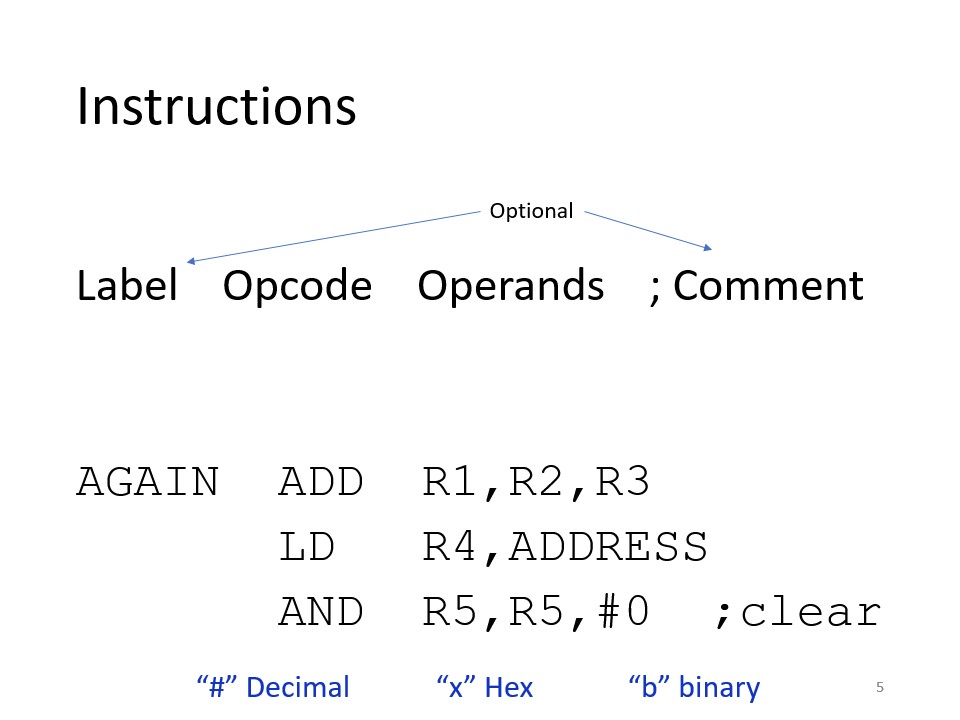 Instructions
Optional
Label Opcode Operands ; Comment
AGAIN ADD R1,R2,R3
LD R4,ADDRESS
AND R5,R5,#0 ;clear
“#” Decimal “x” Hex “b” binary
5